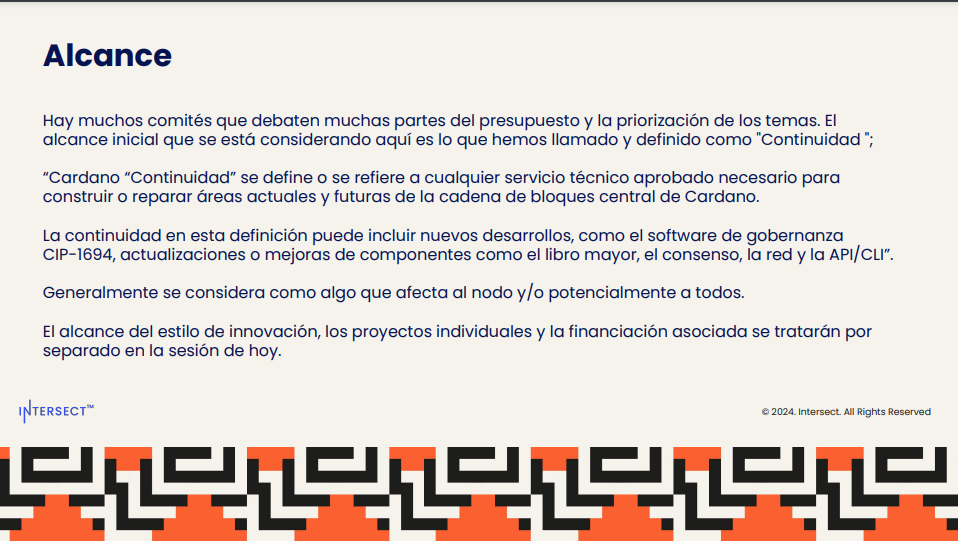 Alcance
Hay muchos comités que debaten muchas partes del presupuesto y la priorización de los temas. El
alcance inicial que se está considerando aquí es lo que hemos llamado y definido como "Continuidad ";
“Cardano “Continuidad” se define o se refiere a cualquier servicio técnico aprobado necesario para
construir o reparar áreas actuales y futuras de la cadena de bloques central de Cardano.
La continuidad en esta definición puede incluir nuevos desarrollos, como el software de gobernanza
CIP-1694, actualizaciones o mejoras de componentes como el libro mayor, el consenso, la red y la API/CLI”.
Generalmente se considera como algo que afecta al nodo y/o potencialmente a todos.
El alcance del estilo de innovación, los proyectos individuales y la financiación asociada se tratarán por
separado en la sesión de hoy.
INTERSECT™
© 2024. Intersect. All Rights Reserved